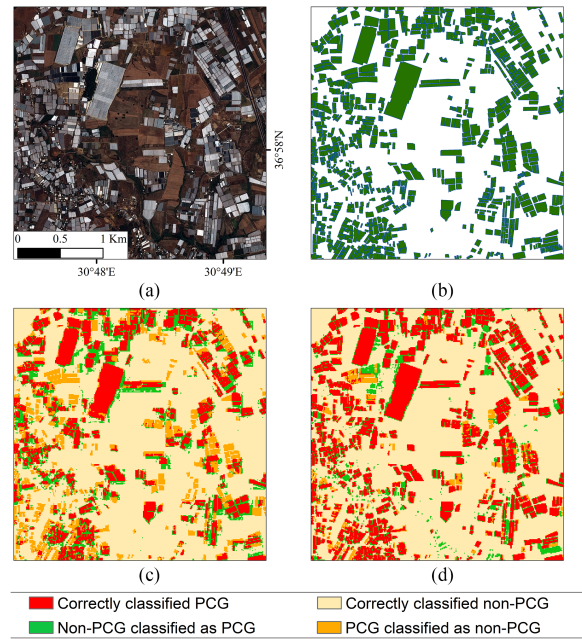 0 0.5 1 Km
36°58'N
30°48'E 30°49'E
(a) (b)
(c) (d)
Correctly classified PCG Correctly classified non-PCG
Non-PCG classified as PCG PCG classified as non-PCG